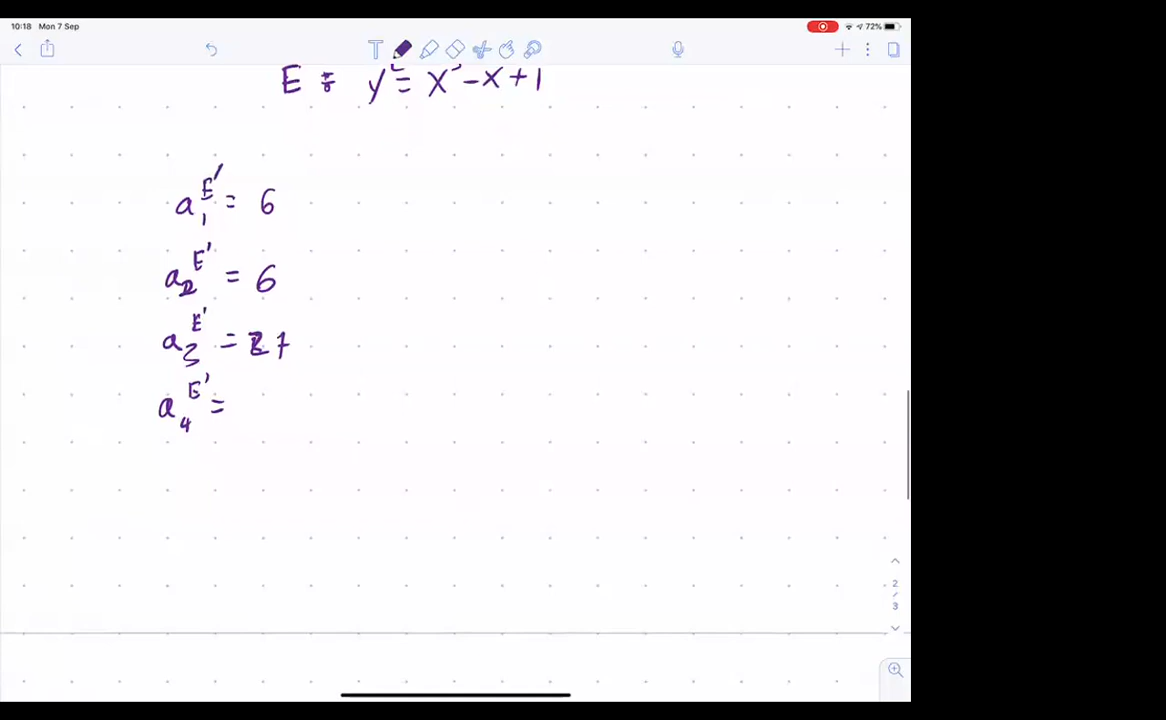 10:18 Mon 7 Sep
72%
T
E : y² = x³ - x + 1
a₁^E' = 6
a₂^E' = 6
a₃^E' = 27
a₄^E' =
2
/
3